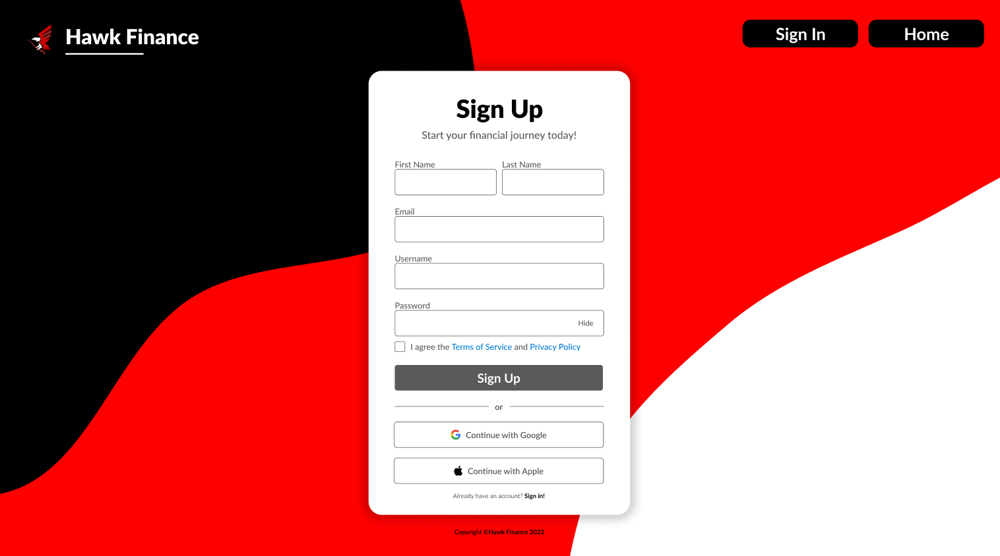 Hawk Finance
Sign In
Home
Sign Up
Start your financial journey today!
First Name
Last Name
Email
Username
Password
Hide
I agree the Terms of Service and Privacy Policy
Sign Up
or
Continue with Google
Continue with Apple
Already have an account? Sign in!
Copyright ©Hawk Finance 2022